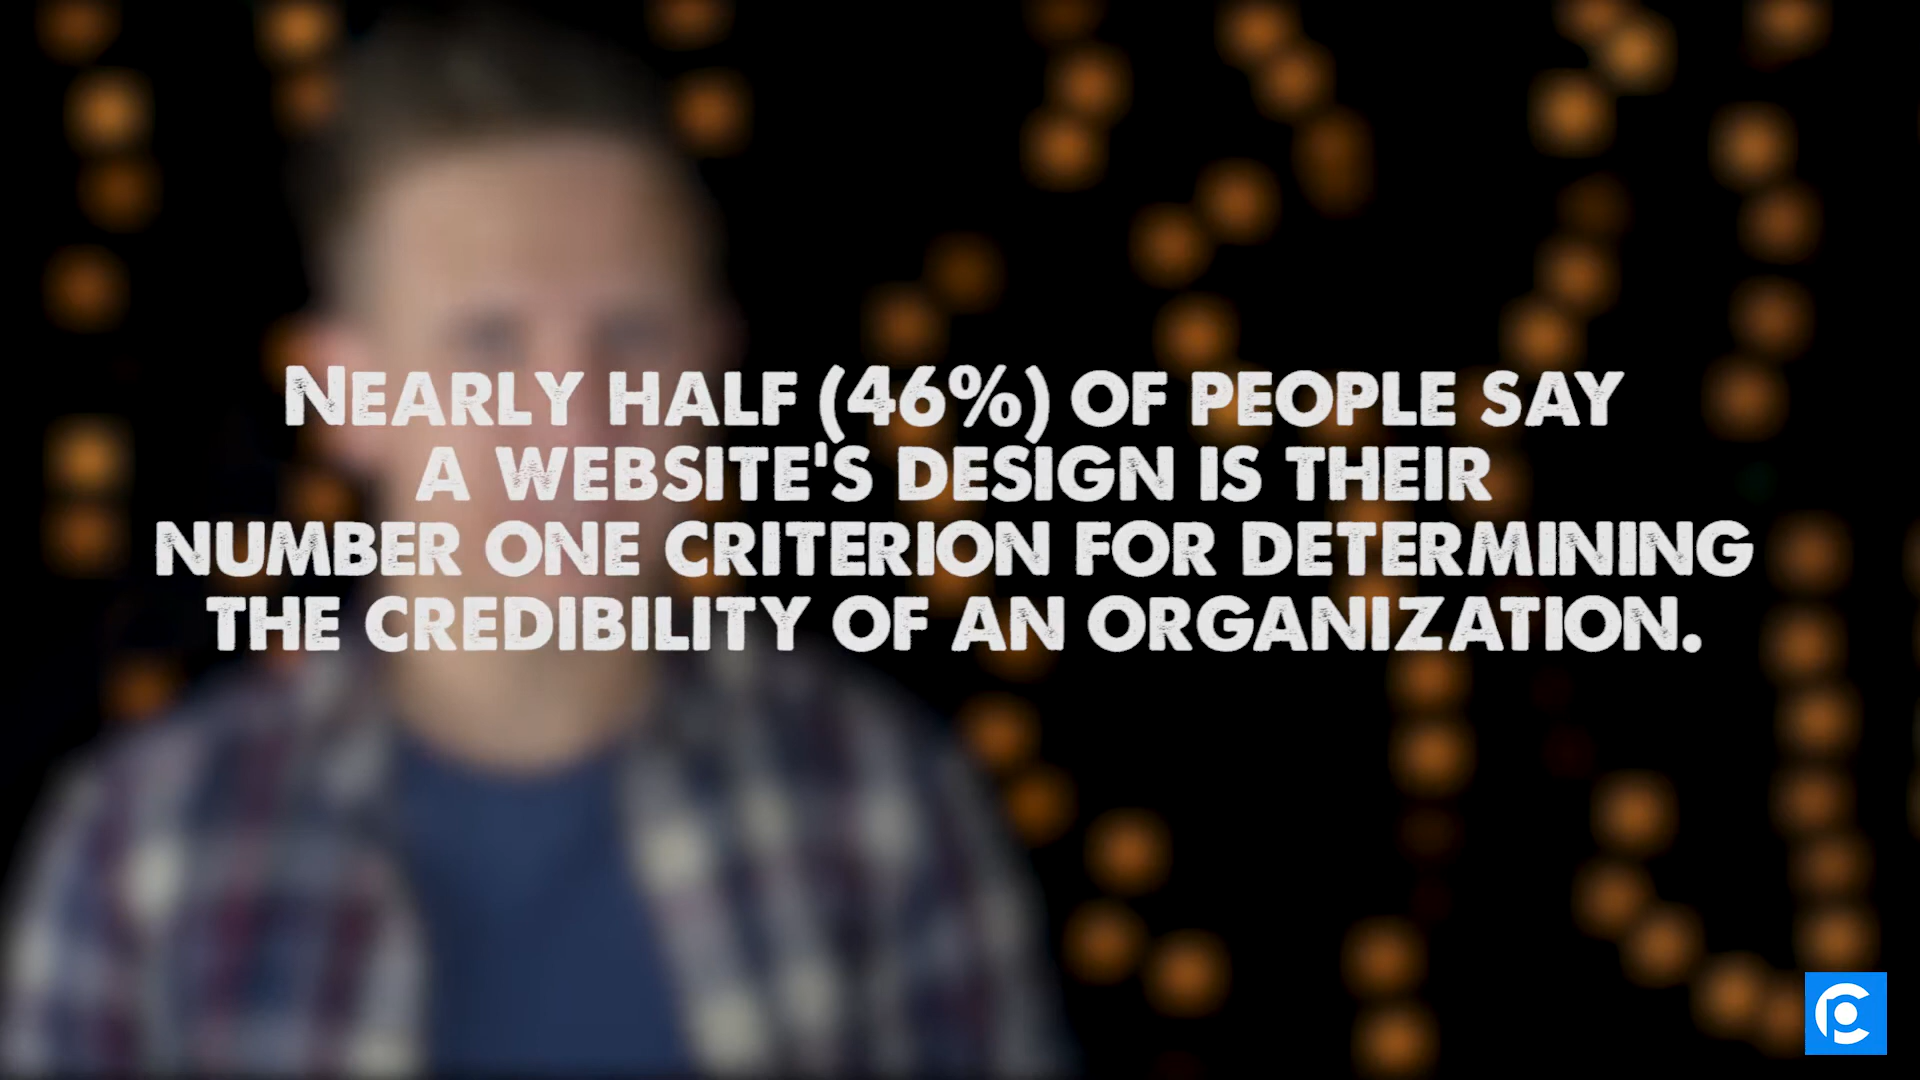 Nearly half (46%) of people say
a website's design is their
number one criterion for determining
the credibility of an organization.